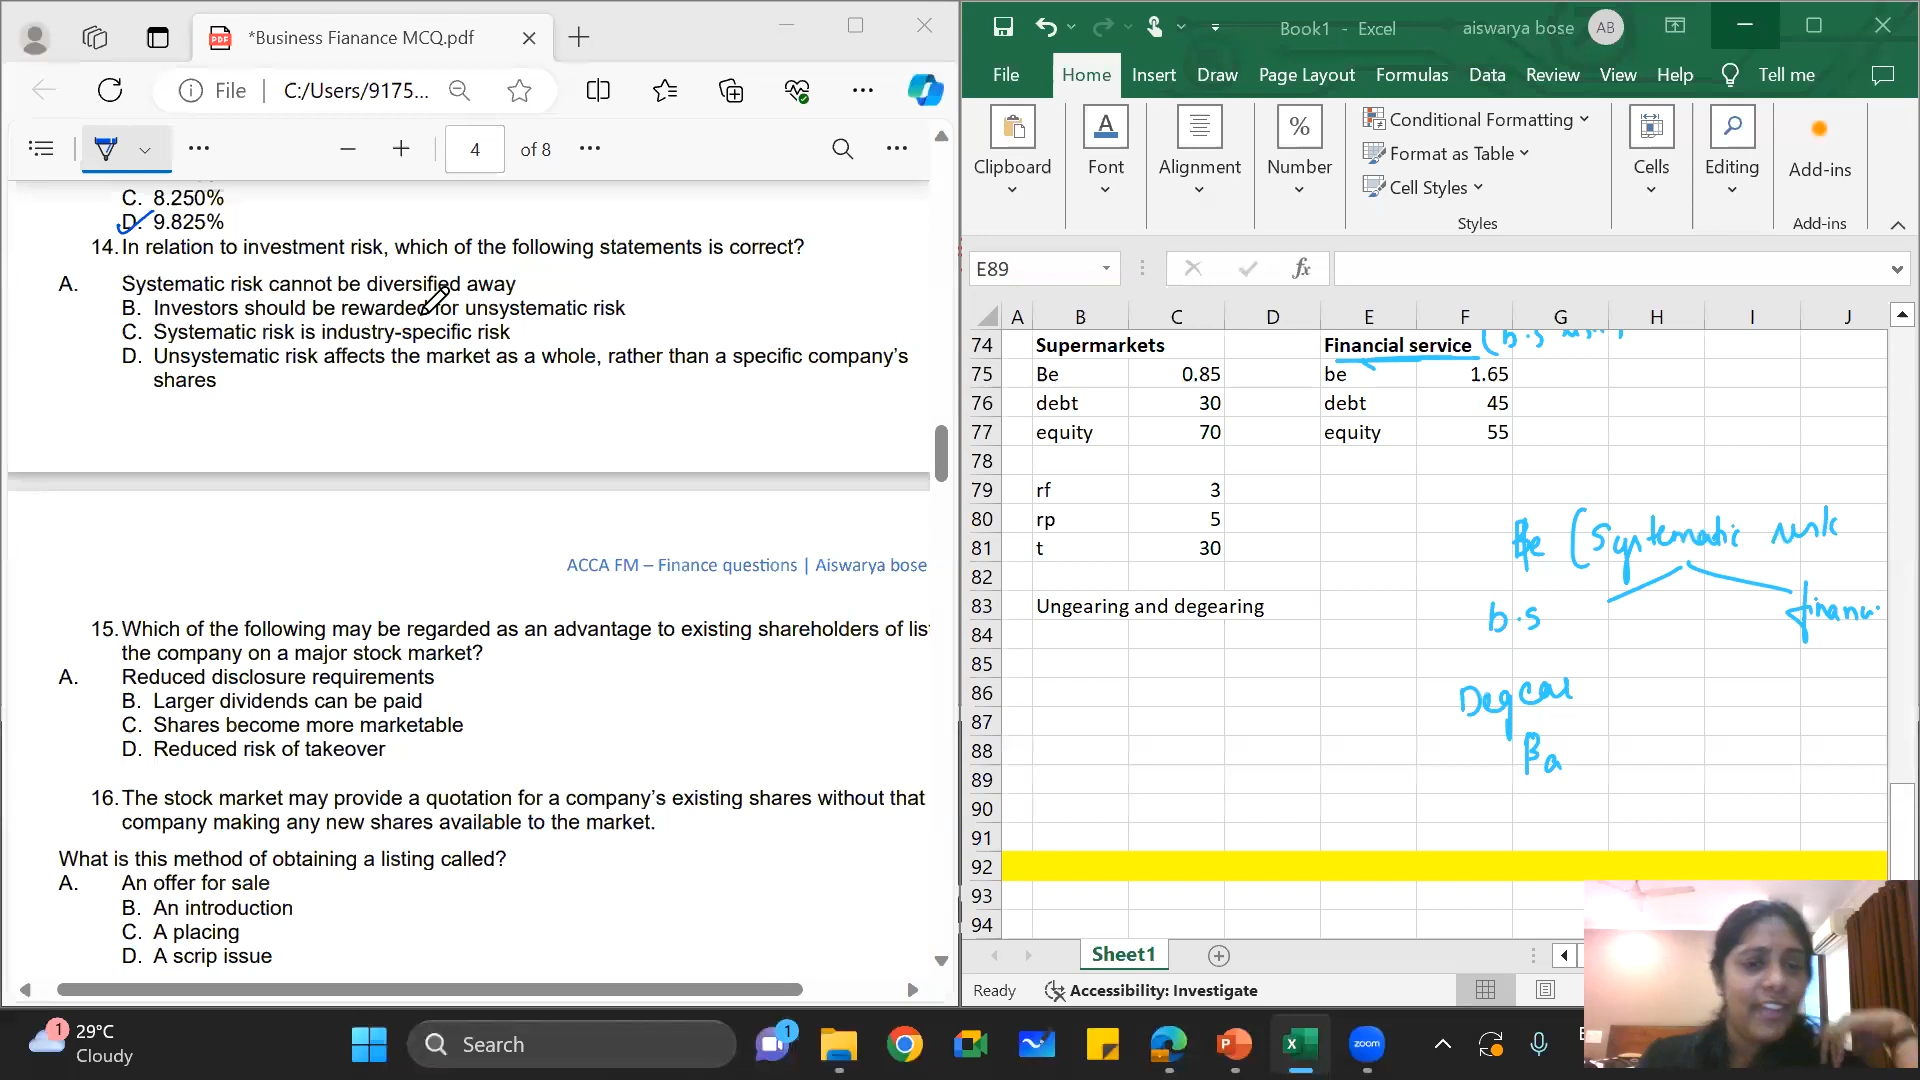 *Business Fianance MCQ.pdf
File
C:/Users/9175...
4 of 8
C. 8.250%
D. 9.825%
14. In relation to investment risk, which of the following statements is correct?
A. Systematic risk cannot be diversified away
B. Investors should be rewarded for unsystematic risk
C. Systematic risk is industry-specific risk
D. Unsystematic risk affects the market as a whole, rather than a specific company's
shares
ACCA FM – Finance questions | Aiswarya bose
15. Which of the following may be regarded as an advantage to existing shareholders of
the company on a major stock market?
A. Reduced disclosure requirements
B. Larger dividends can be paid
C. Shares become more marketable
D. Reduced risk of takeover
16. The stock market may provide a quotation for a company's existing shares without that
company making any new shares available to the market.
What is this method of obtaining a listing called?
A. An offer for sale
B. An introduction
C. A placing
D. A scrip issue
Book1 - Excel
aiswarya bose
AB
File Home Insert Draw Page Layout Formulas Data Review View Help Tell me
Clipboard
Font
Alignment
Number
Conditional Formatting
Format as Table
Cell Styles
Styles
Cells
Editing
Add-ins
Add-ins
E89
fx
A B C D E F G H I J
74 Supermarkets Financial service
75 Be 0.85 be 1.65
76 debt 30 debt 45
77 equity 70 equity 55
78
79 rf 3
80 rp 5
81 t 30
82
83 Ungearing and degearing
84
85
86
87
88
89
90
91
92
93
94
(Systematic risk
b.s
βa
Sheet1
Ready
Accessibility: Investigate
1
29°C
Cloudy
Search
1
zoom